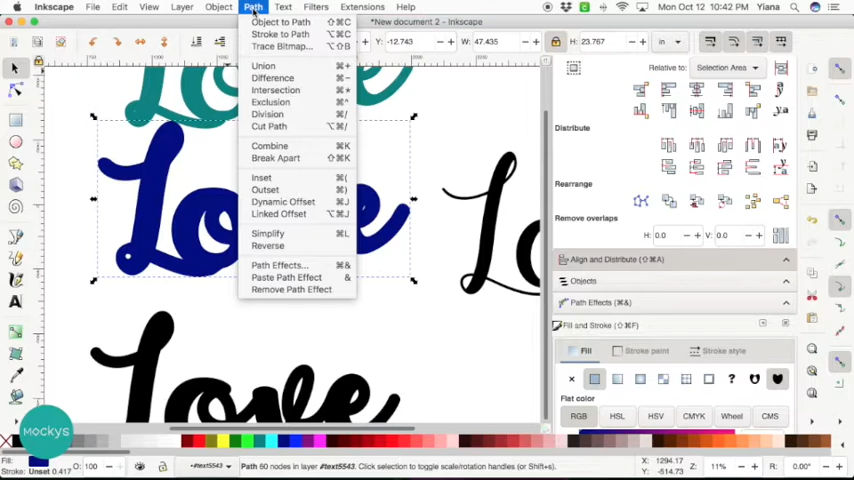 Inkscape File Edit View Layer Object Path Text Filters Extensions Help
Mon Oct 12 04:42 PM Yiana
*New document 2 - Inkscape
-12.743 W: 47.435 H: 23.767 in
Object to Path ⇧⌘C
Stroke to Path ⌥⌘C
Trace Bitmap... ⌥⇧B
Union ⌘+
Difference ⌘−
Intersection ⌘*
Exclusion ⌘^
Division ⌘/
Cut Path ⌥⌘/
Combine ⌘K
Break Apart ⇧⌘K
Inset ⌘(
Outset ⌘)
Dynamic Offset ⌘J
Linked Offset ⌥⌘J
Simplify ⌘L
Reverse
Path Effects... ⌘&
Paste Path Effect &
Remove Path Effect
Love
Relative to: Selection Area
Distribute
Rearrange
Remove overlaps
H: 0.0 V: 0.0
Align and Distribute (⇧⌘A)
Objects
Path Effects (⌘&)
Fill and Stroke (⇧⌘F)
Fill Stroke paint Stroke style
Flat color
RGB HSL HSV CMYK Wheel CMS
MOCKYS
Fill:
Stroke: Unset 0.417
O: 100
#text5543
Path 60 nodes in layer #text5543. Click selection to toggle scale/rotation handles (or Shift+s).
X: 1294.17
Y: -514.73
Z: 11%
R: 0.00°